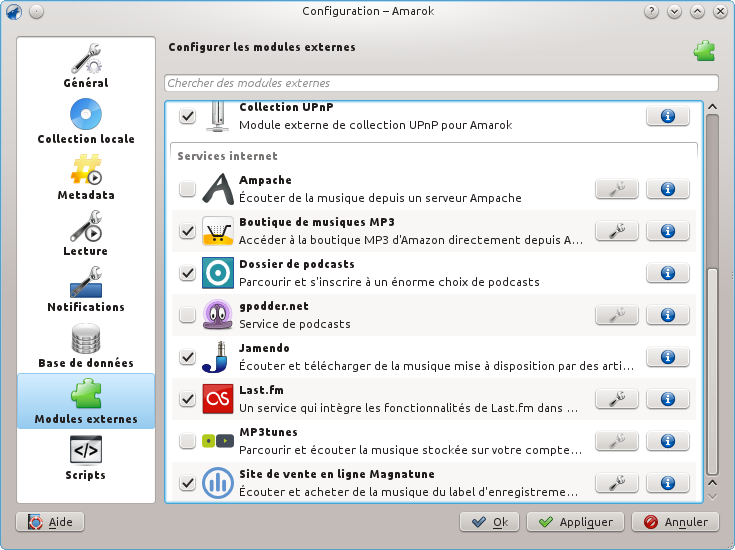 Configuration – Amarok
Configurer les modules externes
Chercher des modules externes
Général
Collection locale
Metadata
Lecture
Notifications
Base de données
Modules externes
Scripts
Collection UPnP
Module externe de collection UPnP pour Amarok
Services internet
Ampache
Écouter de la musique depuis un serveur Ampache
Boutique de musiques MP3
Accéder à la boutique MP3 d'Amazon directement depuis A...
Dossier de podcasts
Parcourir et s'inscrire à un énorme choix de podcasts
gpodder.net
Service de podcasts
Jamendo
Écouter et télécharger de la musique mise à disposition par des arti...
Last.fm
Un service qui intègre les fonctionnalités de Last.fm dans ...
MP3tunes
Parcourir et écouter la musique stockée sur votre compte...
Site de vente en ligne Magnatune
Écouter et acheter de la musique du label d'enregistreme...
Aide
Ok
Appliquer
Annuler